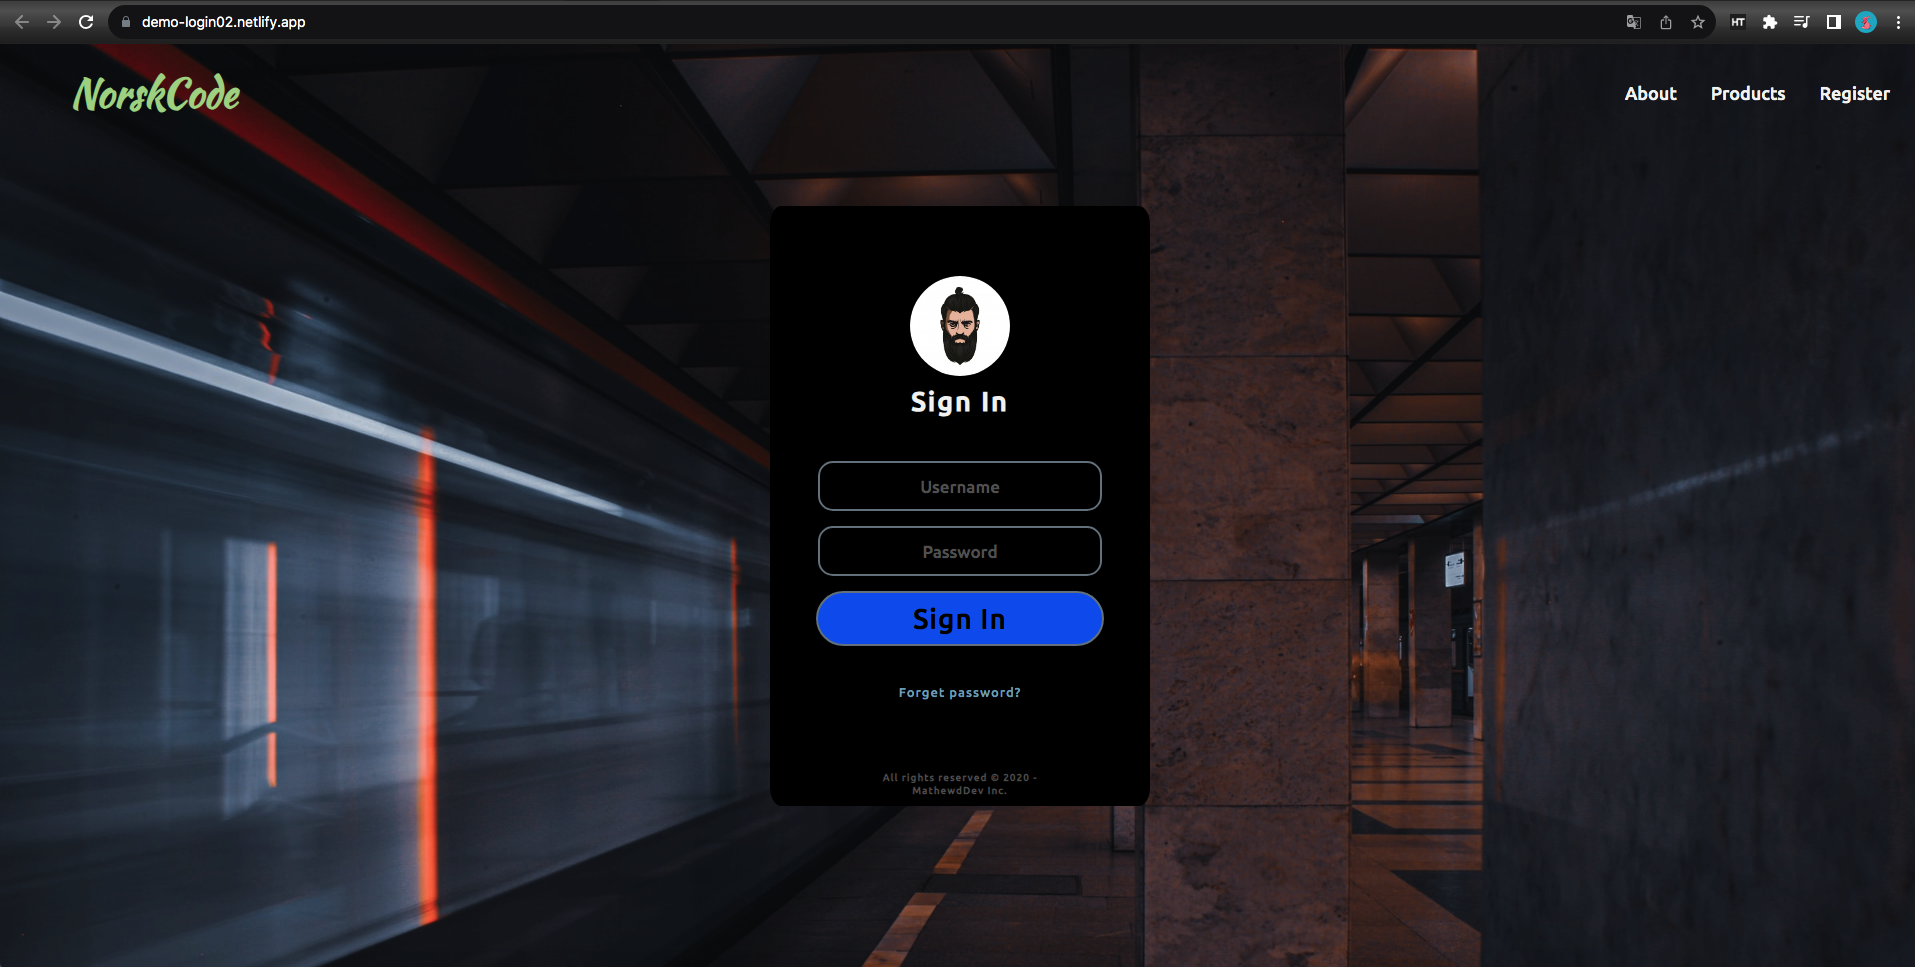 demo-login02.netlify.app
HT
NorskCode
About Products Register
Sign In
Username
Password
Sign In
Forget password?
All rights reserved © 2020 -
MathewdDev Inc.